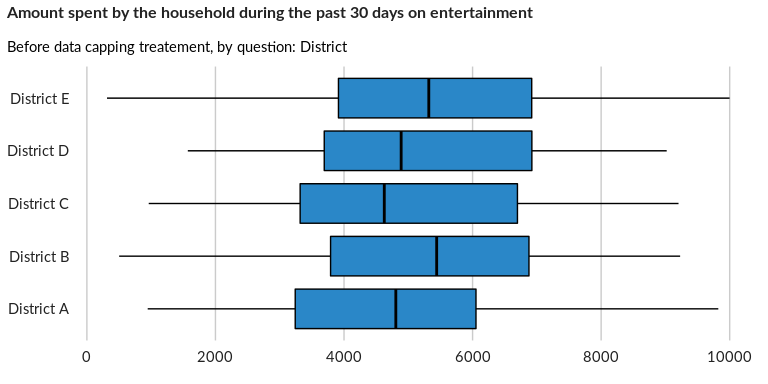 Amount spent by the household during the past 30 days on entertainment
Before data capping treatement, by question: District
District E
District D
District C
District B
District A
0 2000 4000 6000 8000 10000